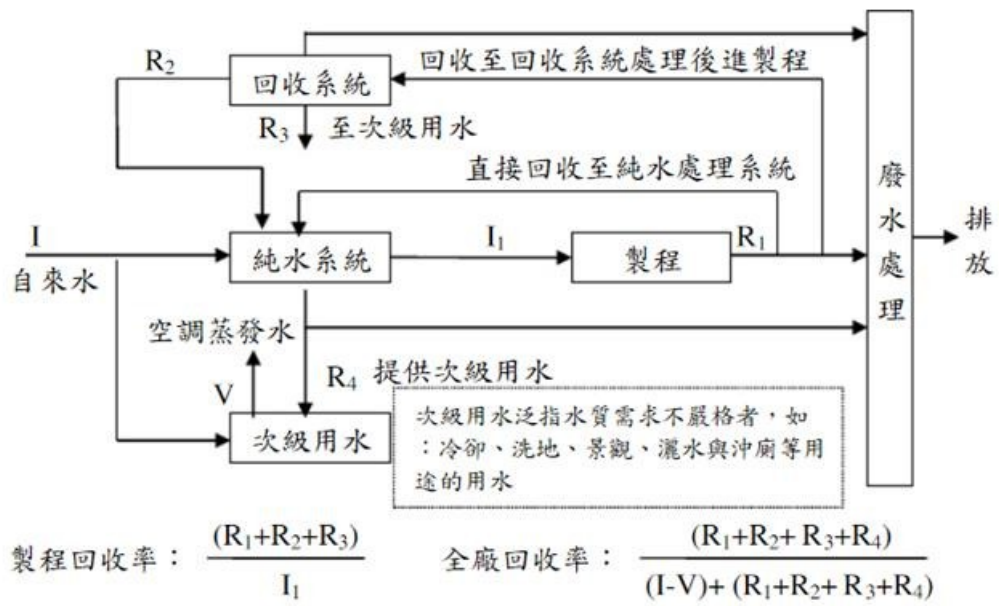 回收至回收系統處理後進製程
R₂
回收系統
R₃ 至次級用水
直接回收至純水處理系統
I
自來水
純水系統
I₁
製程
R₁
廢水處理
排放
空調蒸發水
V
R₄ 提供次級用水
次級用水
次級用水泛指水質需求不嚴格者,如
:冷卻、洗地、景觀、灑水與沖廁等用
途的用水
製程回收率: (R₁+R₂+R₃)
I₁
全廠回收率: (R₁+R₂+ R₃+R₄)
(I-V)+ (R₁+R₂+ R₃+R₄)